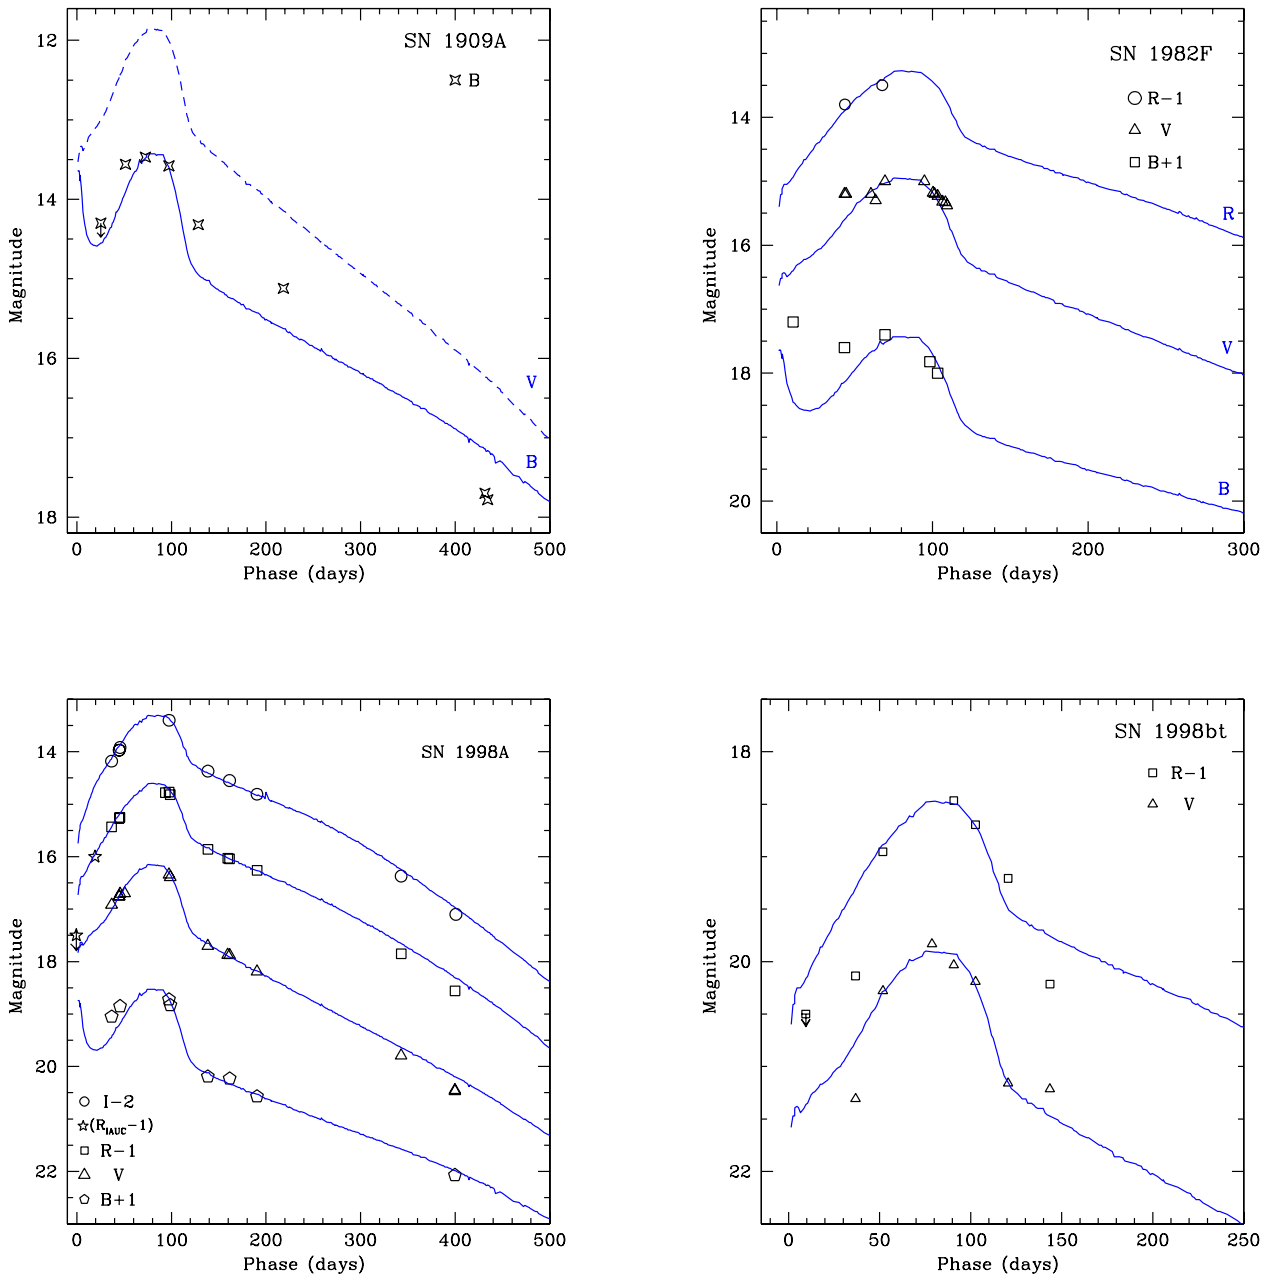 SN 1909A
B
V
B
12
14
16
18
0 100 200 300 400 500
Magnitude
Phase (days)
SN 1982F
R−1
V
B+1
R
V
B
14
16
18
20
0 100 200 300
Magnitude
Phase (days)
SN 1998A
I−2
(R_IAUC−1)
R−1
V
B+1
14
16
18
20
22
0 100 200 300 400 500
Magnitude
Phase (days)
SN 1998bt
R−1
V
18
20
22
0 50 100 150 200 250
Magnitude
Phase (days)